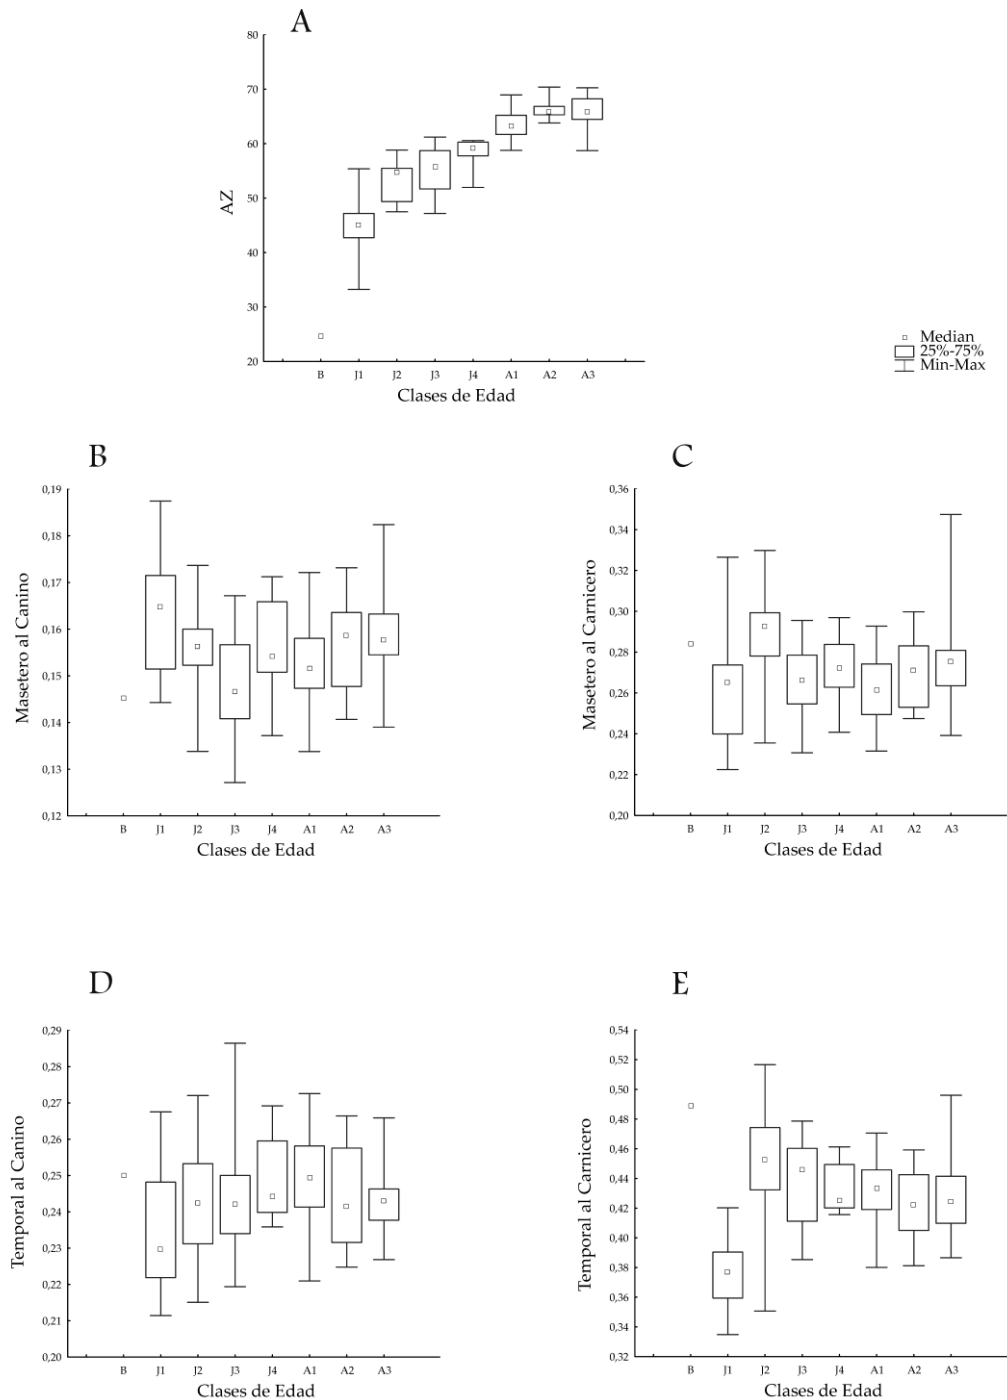 A
80
70
60
50
40
30
20
AZ
B J1 J2 J3 J4 A1 A2 A3
Clases de Edad
Median
25%-75%
Min-Max
B
0,19
0,18
0,17
0,16
0,15
0,14
0,13
0,12
Masetero al Canino
B J1 J2 J3 J4 A1 A2 A3
Clases de Edad
C
0,36
0,34
0,32
0,30
0,28
0,26
0,24
0,22
0,20
Masetero al Carnicero
B J1 J2 J3 J4 A1 A2 A3
Clases de Edad
D
0,29
0,28
0,27
0,26
0,25
0,24
0,23
0,22
0,21
0,20
Temporal al Canino
B J1 J2 J3 J4 A1 A2 A3
Clases de Edad
E
0,54
0,52
0,50
0,48
0,46
0,44
0,42
0,40
0,38
0,36
0,34
0,32
Temporal al Carnicero
B J1 J2 J3 J4 A1 A2 A3
Clases de Edad